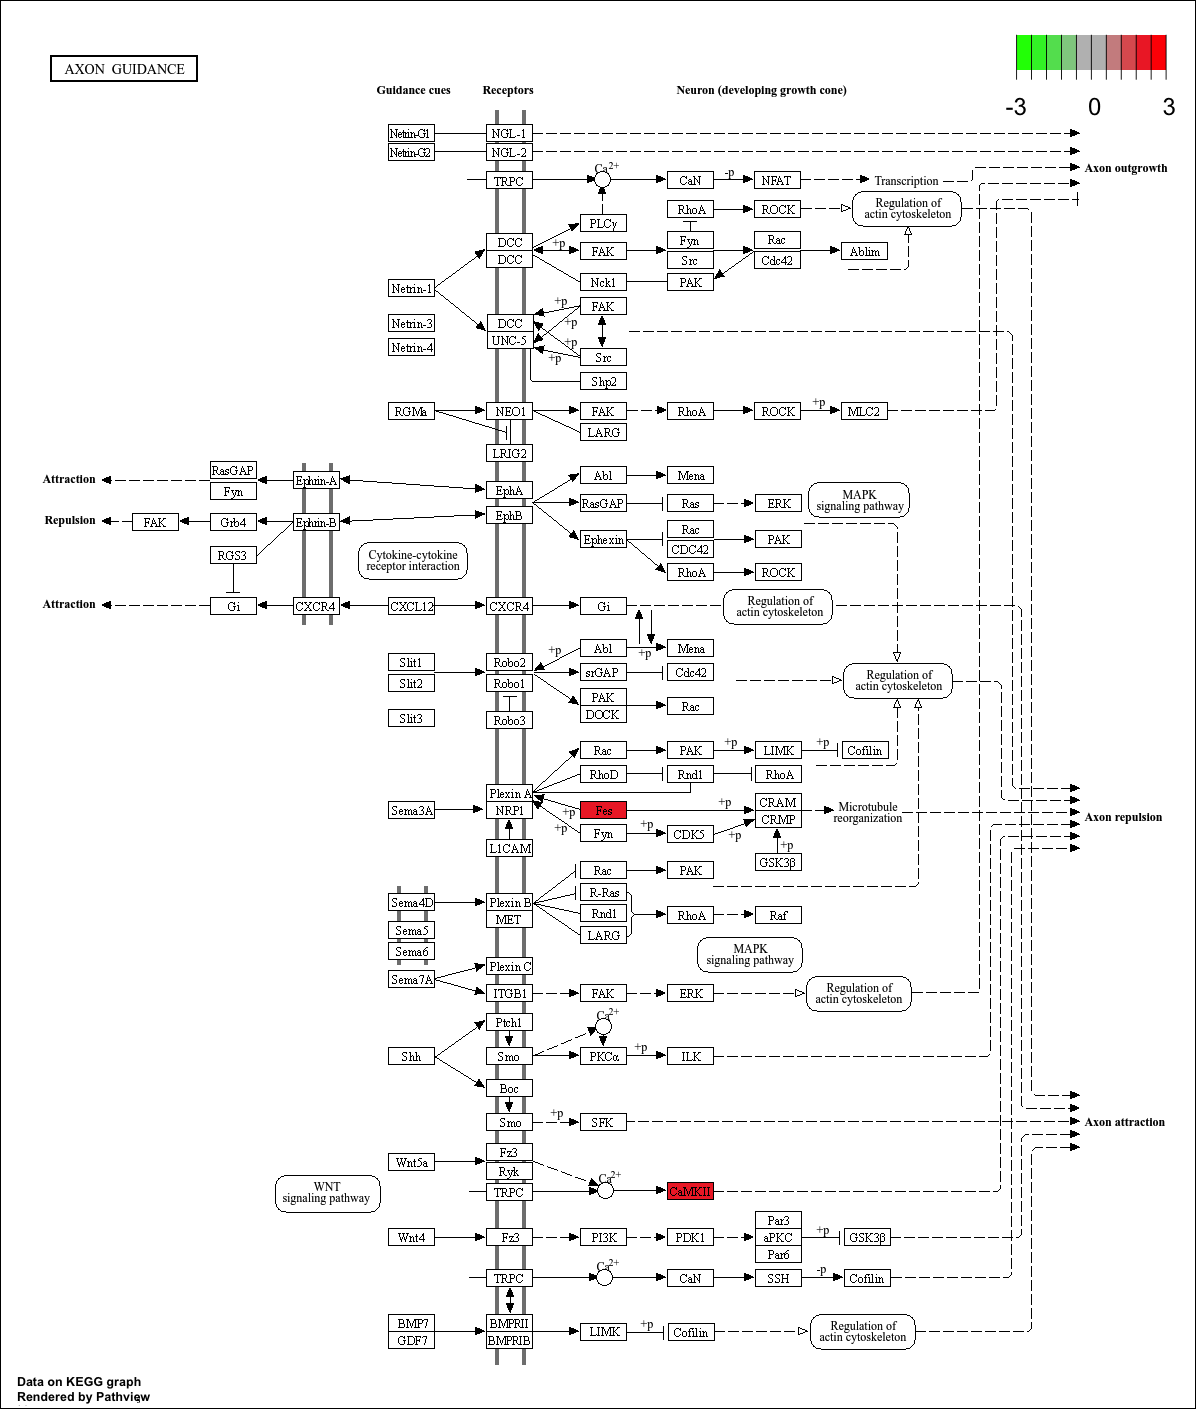 AXON GUIDANCE
-3 0 3
Guidance cues Receptors Neuron (developing growth cone)
Netrin-G1 NGL-1
Netrin-G2 NGL-2
Axon outgrowth
TRPC Ca2+ CaN -p NFAT Transcription
RhoA ROCK Regulation of
actin cytoskeleton
PLCγ
DCC +p FAK Fyn Rac Ablim
DCC Src Cdc42
Netrin-1 Nck1 PAK
+p FAK
Netrin-3 DCC +p
UNC-5 +p
Netrin-4 +p Src
Shp2
RGMa NEO1 FAK RhoA ROCK +p MLC2
LARG
LRIG2
RasGAP Abl Mena
Attraction Ephrin-A
Fyn EphA RasGAP Ras ERK MAPK
signaling pathway
Repulsion FAK Grb4 Ephrin-B EphB
Rac
Ephexin PAK
CDC42
RGS3 Cytokine-cytokine
receptor interaction
RhoA ROCK
Attraction Gi CXCR4 CXCL12 CXCR4 Gi Regulation of
actin cytoskeleton
+p Abl +p Mena
Slit1 Robo2 srGAP Cdc42
Slit2 Robo1 Regulation of
actin cytoskeleton
PAK
Slit3 Robo3 DOCK Rac
Rac PAK +p LIMK +p Cofilin
RhoD Rnd1 RhoA
Plexin A
Sema3A NRP1 +p Fes +p CRAM Microtubule
reorganization
CRMP
Axon repulsion
+p Fyn +p CDK5 +p
L1CAM +p
GSK3β
Rac PAK
R-Ras
Sema4D Plexin B
MET Rnd1 RhoA Raf
Sema5 LARG
Sema6 MAPK
signaling pathway
Plexin C
Sema7A
ITGB1 FAK ERK Regulation of
actin cytoskeleton
Ptch1 Ca2+
Shh Smo PKCα +p ILK
Boc
Smo +p SFK
Axon attraction
Wnt5a Fz3
Ryk Ca2+
WNT
signaling pathway
TRPC CaMKII
Par3
Wnt4 Fz3 PI3K PDK1 aPKC +p GSK3β
Par6
Ca2+
TRPC CaN SSH -p Cofilin
BMP7 BMPRII LIMK +p Cofilin Regulation of
actin cytoskeleton
GDF7 BMPRIB
Data on KEGG graph
Rendered by Pathview